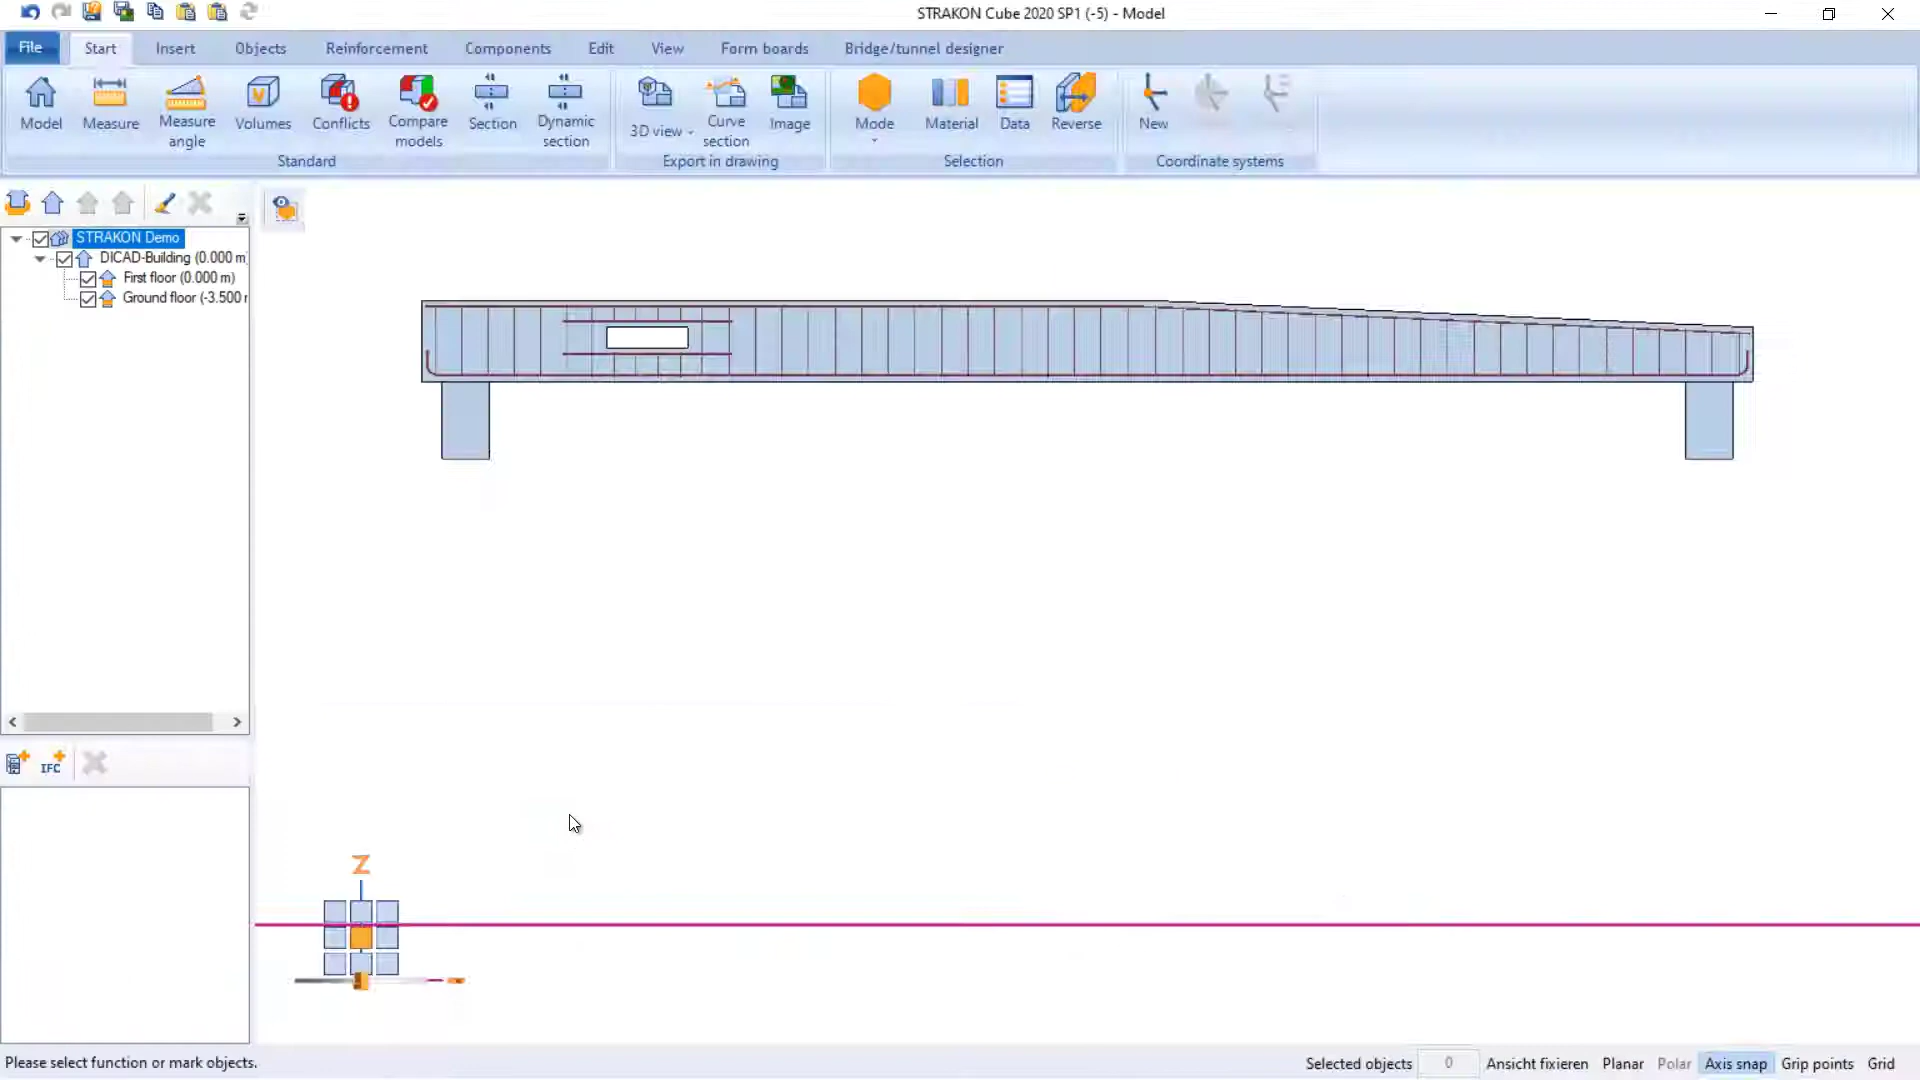 STRAKON Cube 2020 SP1 (-5) - Model
File Start Insert Objects Reinforcement Components Edit View Form boards Bridge/tunnel designer
Model Measure Measure angle Volumes Conflicts Compare models Section Dynamic section 3D view Curve section Image Mode Material Data Reverse New
Standard Export in drawing Selection Coordinate systems
STRAKON Demo
DICAD-Building (0.000 m
First floor (0.000 m)
Ground floor (-3.500 r
IFC
Z
Please select function or mark objects. Selected objects 0 Ansicht fixieren Planar Polar Axis snap Grip points Grid